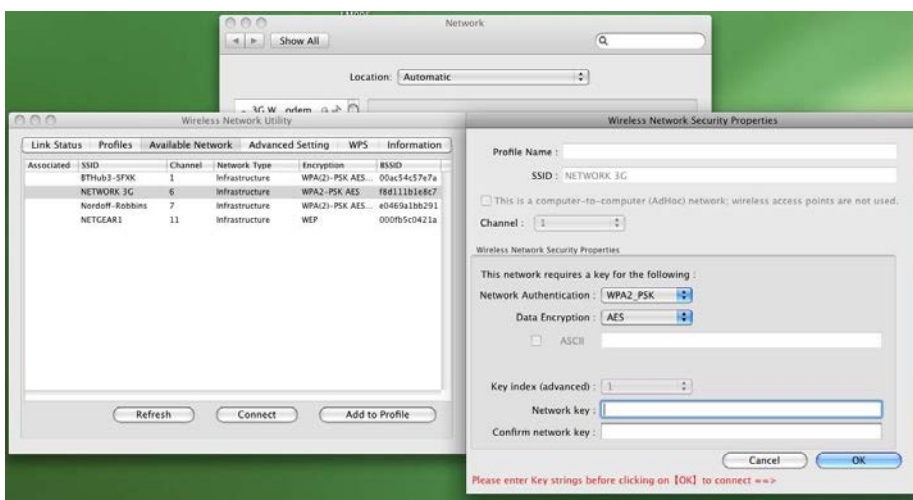 Network
Show All
Location: Automatic
3G W...odem
Wireless Network Utility
Link Status Profiles Available Network Advanced Setting WPS Information
Associated SSID Channel Network Type Encryption BSSID
BTHub3-5FXK 1 Infrastructure WPA(2)-PSK AES... 00ac54c57e7a
NETWORK 3G 6 Infrastructure WPA2-PSK AES f8d111b1e8c7
Nordoff-Robbins 7 Infrastructure WPA(2)-PSK AES... e0469a1bb291
NETGEAR1 11 Infrastructure WEP 000fb5c0421a
Refresh Connect Add to Profile
Wireless Network Security Properties
Profile Name :
SSID : NETWORK 3G
This is a computer-to-computer (AdHoc) network; wireless access points are not used.
Channel : 1
Wireless Network Security Properties
This network requires a key for the following :
Network Authentication : WPA2_PSK
Data Encryption : AES
ASCII
Key index (advanced) : 1
Network key :
Confirm network key :
Cancel OK
Please enter Key strings before clicking on [OK] to connect ==>